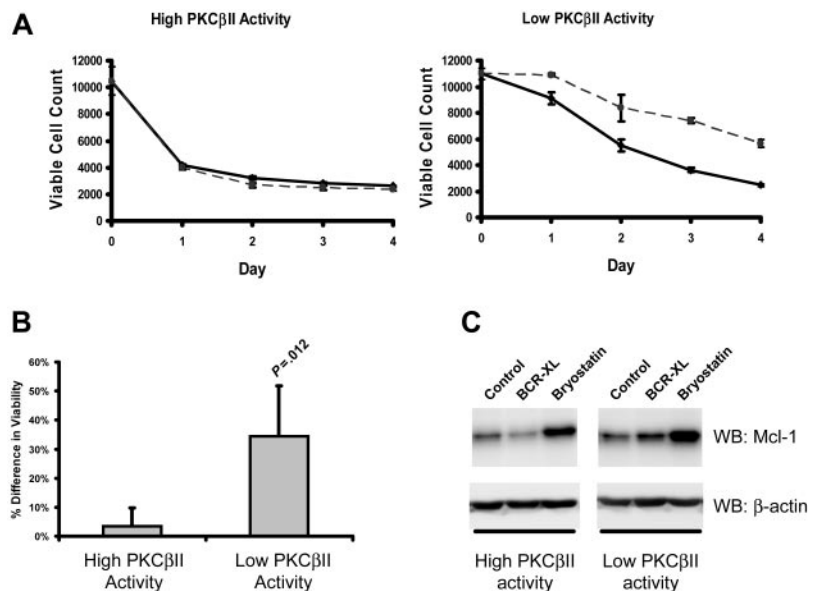 A
High PKCβII Activity
Low PKCβII Activity
Viable Cell Count
12000
10000
8000
6000
4000
2000
0
0 1 2 3 4
Day
Viable Cell Count
12000
10000
8000
6000
4000
2000
0
0 1 2 3 4
Day
B
% Difference in Viability
60%
50%
40%
30%
20%
10%
0%
P=.012
High PKCβII
Activity
Low PKCβII
Activity
C
Control
BCR-XL
Bryostatin
Control
BCR-XL
Bryostatin
WB: Mcl-1
WB: β-actin
High PKCβII
activity
Low PKCβII
activity